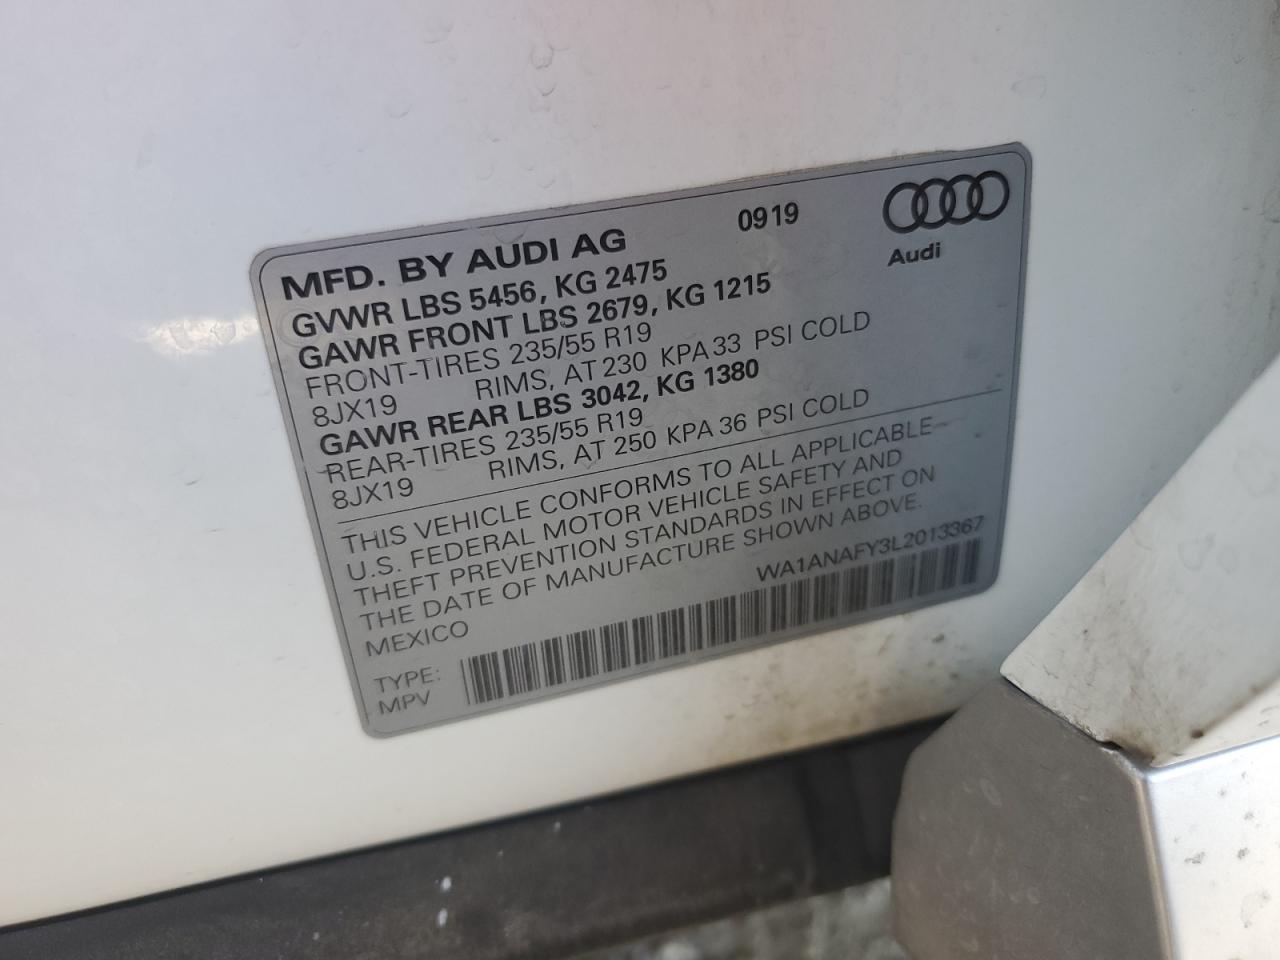 MFD. BY AUDI AG 0919
Audi
GVWR LBS 5456, KG 2475
GAWR FRONT LBS 2679, KG 1215
FRONT-TIRES 235/55 R19
8JX19 RIMS, AT 230 KPA 33 PSI COLD
GAWR REAR LBS 3042, KG 1380
REAR-TIRES 235/55 R19
8JX19 RIMS, AT 250 KPA 36 PSI COLD
THIS VEHICLE CONFORMS TO ALL APPLICABLE
U.S. FEDERAL MOTOR VEHICLE SAFETY AND
THEFT PREVENTION STANDARDS IN EFFECT ON
THE DATE OF MANUFACTURE SHOWN ABOVE.
MEXICO WA1ANAFY3L2013367
TYPE:
MPV